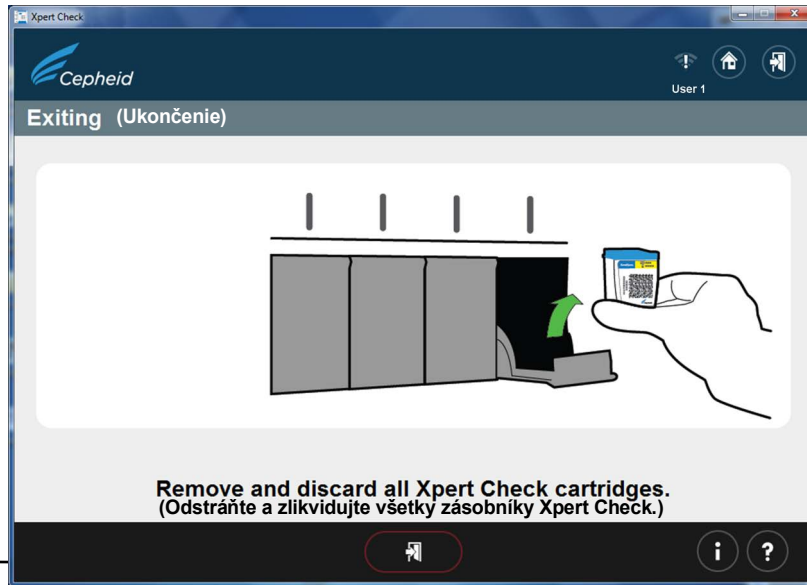 Xpert Check
Cepheid
User 1
Exiting (Ukončenie)
Remove and discard all Xpert Check cartridges.
(Odstráňte a zlikvidujte všetky zásobníky Xpert Check.)
i ?